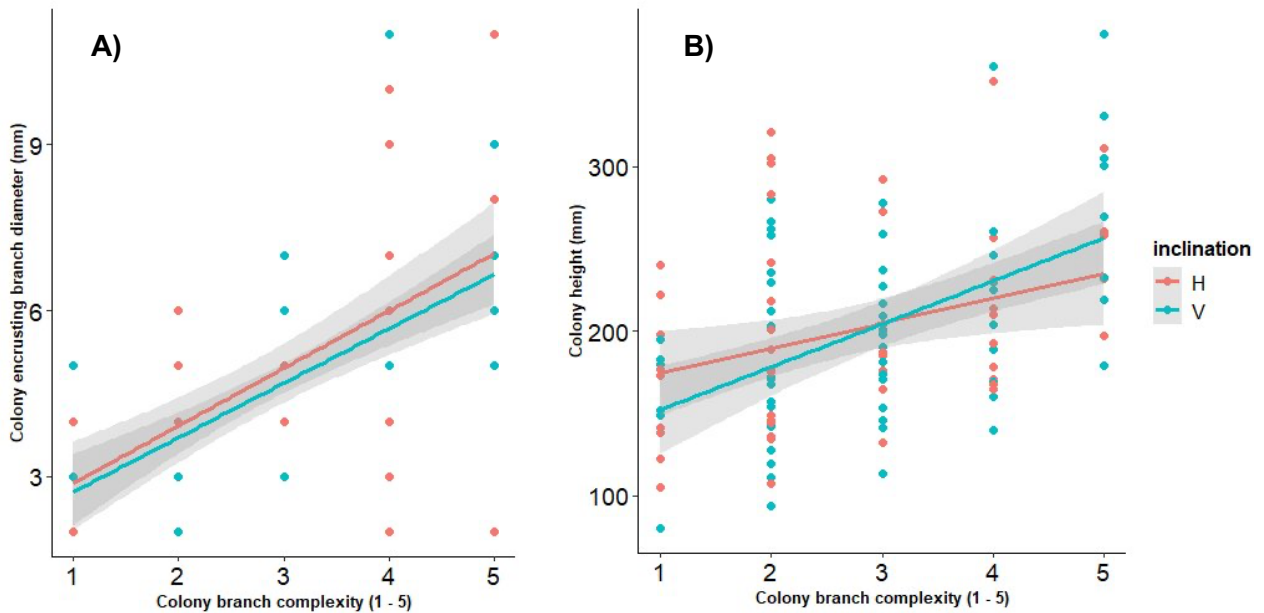 A)
Colony encrusting branch diameter (mm)
9
6
3
1 2 3 4 5
Colony branch complexity (1 - 5)
B)
Colony height (mm)
300
200
100
1 2 3 4 5
Colony branch complexity (1 - 5)
inclination
H
V